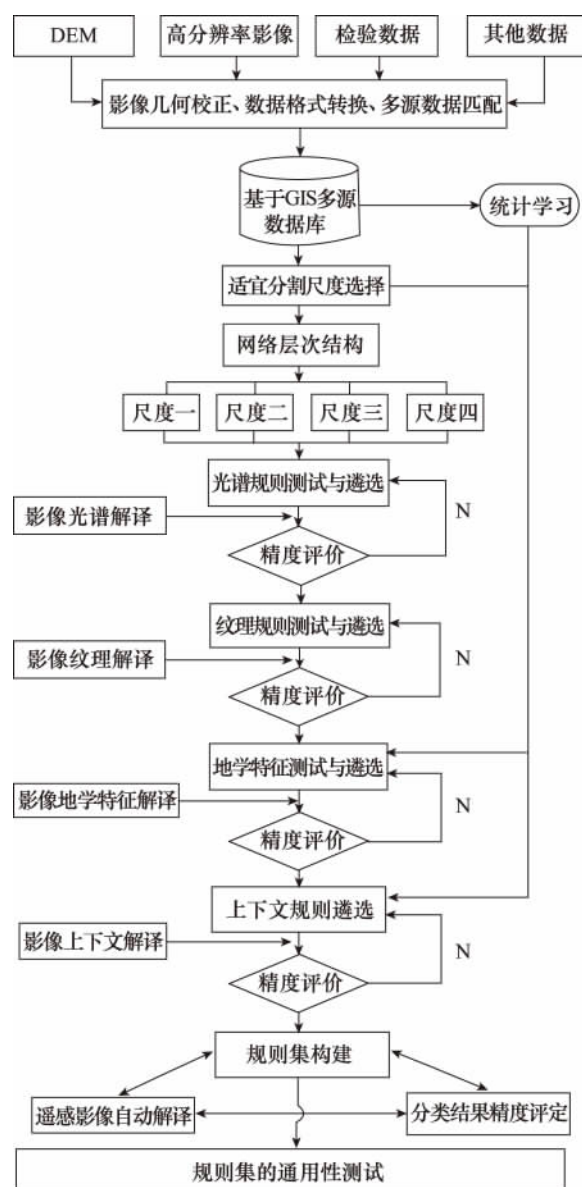 DEM
高分辨率影像
检验数据
其他数据
影像几何校正、数据格式转换、多源数据匹配
基于GIS多源
数据库
统计学习
适宜分割尺度选择
网络层次结构
尺度一
尺度二
尺度三
尺度四
光谱规则测试与遴选
影像光谱解译
N
精度评价
纹理规则测试与遴选
影像纹理解译
N
精度评价
地学特征测试与遴选
影像地学特征解译
N
精度评价
上下文规则遴选
影像上下文解译
N
精度评价
规则集构建
遥感影像自动解译
分类结果精度评定
规则集的通用性测试